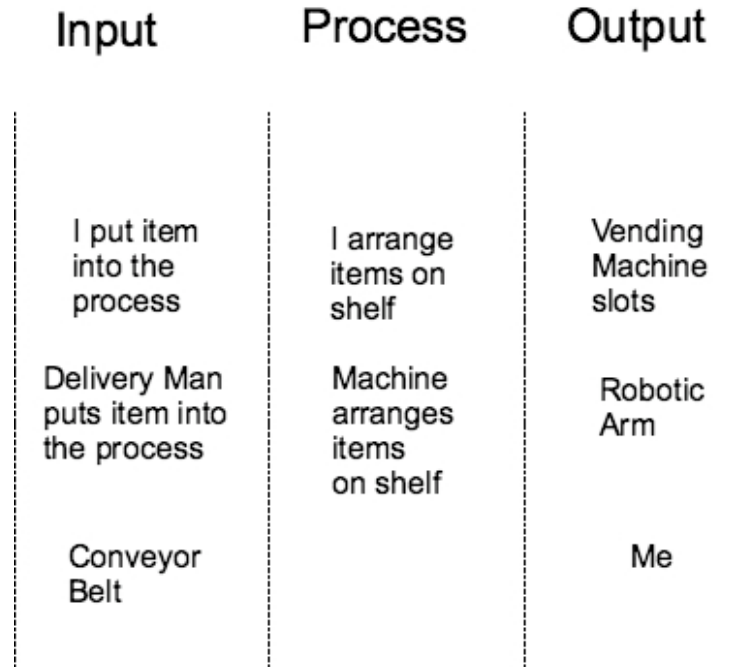 Input
Process
Output
I put item
into the
process
I arrange
items on
shelf
Vending
Machine
slots
Delivery Man
puts item into
the process
Machine
arranges
items
on shelf
Robotic
Arm
Conveyor
Belt
Me